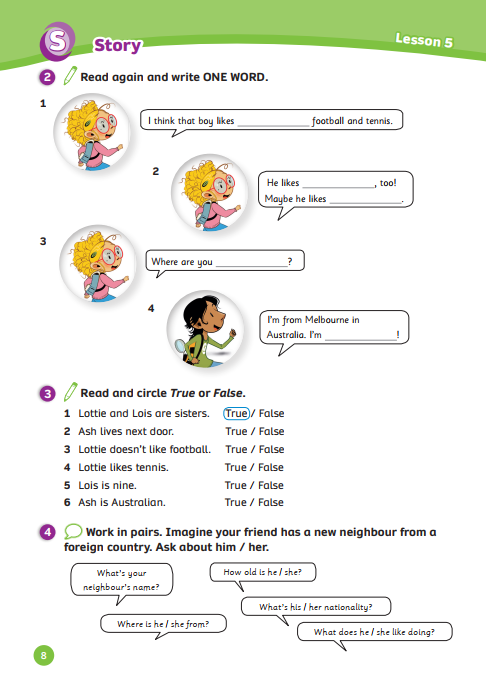 S Story
Lesson 5
2 Read again and write ONE WORD.
1
I think that boy likes ______________ football and tennis.
2
He likes ______________, too!
Maybe he likes ______________.
3
Where are you ______________?
4
I'm from Melbourne in
Australia. I'm ______________!
3 Read and circle True or False.
1 Lottie and Lois are sisters. True / False
2 Ash lives next door. True / False
3 Lottie doesn't like football. True / False
4 Lottie likes tennis. True / False
5 Lois is nine. True / False
6 Ash is Australian. True / False
4 Work in pairs. Imagine your friend has a new neighbour from a
foreign country. Ask about him / her.
What's your
neighbour's name?
How old is he / she?
What's his / her nationality?
Where is he / she from?
What does he / she like doing?
8